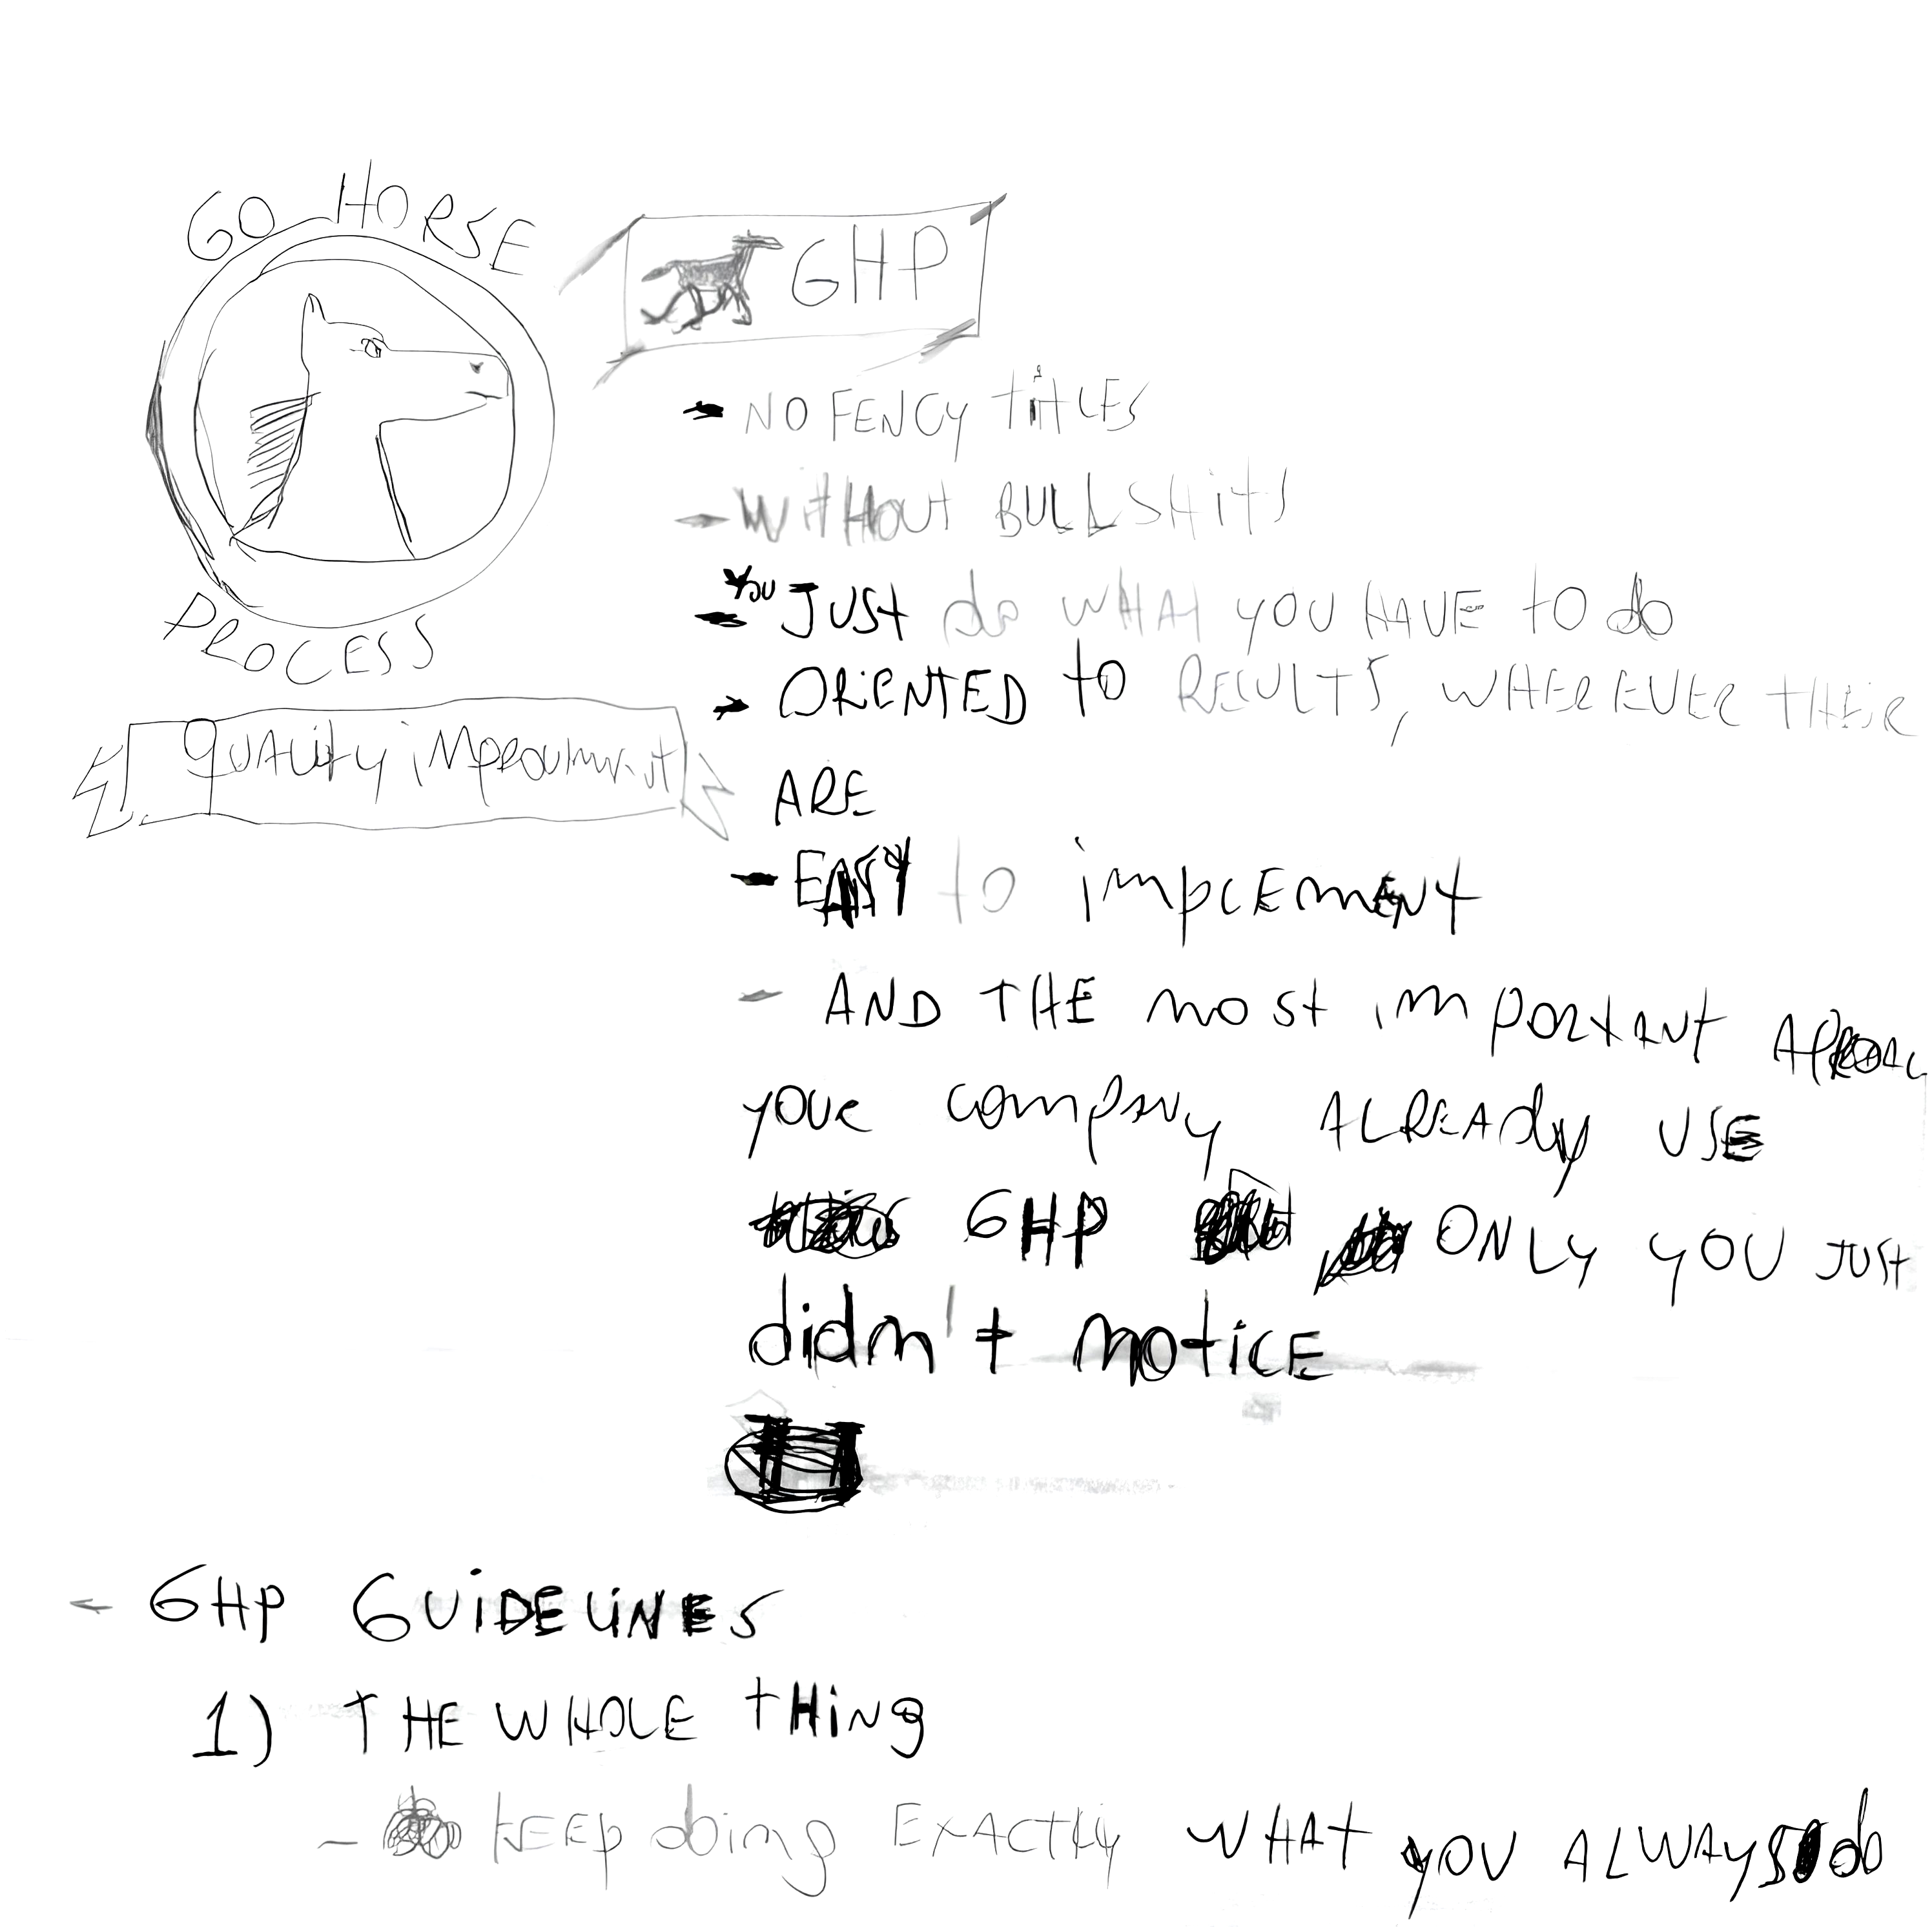 GO HORSE
PROCESS
quality improvement
GHP
- NO FENCY titLES
- WitHout BULLSHitS
- You JUSt do WHAt YOU HAVE tO do
- ORiENTED tO RESULTS, WHEREVER THEiR
ARE
- EASY to impLEmENt
- AND THE most important
your company ALREADy USE
GHP ONLy YOU JUSt
didn't noticE
- GHP GUiDELiNES
1) THE WHOLE tHiNg
- KEEp doing EXACTLy WHAt you ALWAYS do